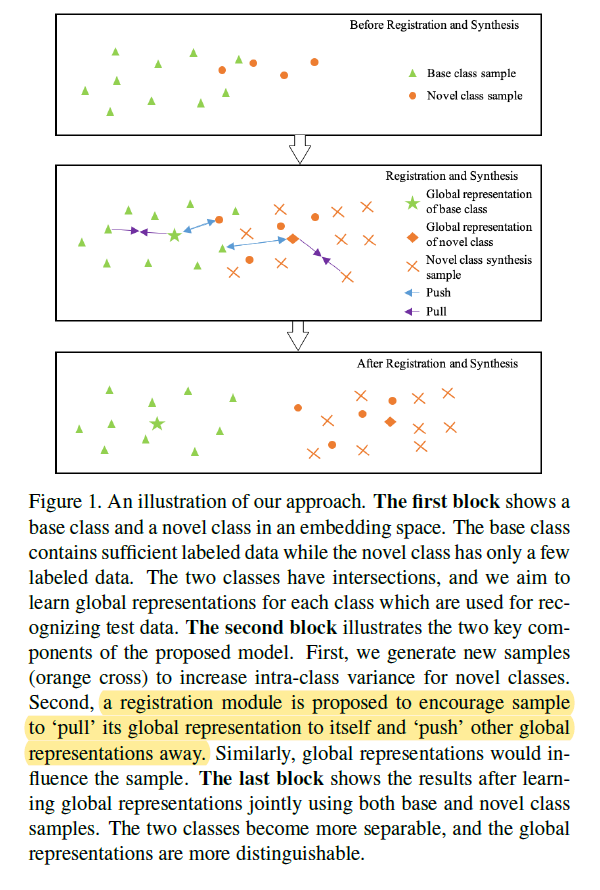 Before Registration and Synthesis
Base class sample
Novel class sample
Registration and Synthesis
Global representation
of base class
Global representation
of novel class
Novel class synthesis
sample
Push
Pull
After Registration and Synthesis
Figure 1. An illustration of our approach. The first block shows a
base class and a novel class in an embedding space. The base class
contains sufficient labeled data while the novel class has only a few
labeled data. The two classes have intersections, and we aim to
learn global representations for each class which are used for rec-
ognizing test data. The second block illustrates the two key com-
ponents of the proposed model. First, we generate new samples
(orange cross) to increase intra-class variance for novel classes.
Second, a registration module is proposed to encourage sample
to ‘pull’ its global representation to itself and ‘push’ other global
representations away. Similarly, global representations would in-
fluence the sample. The last block shows the results after learn-
ing global representations jointly using both base and novel class
samples. The two classes become more separable, and the global
representations are more distinguishable.